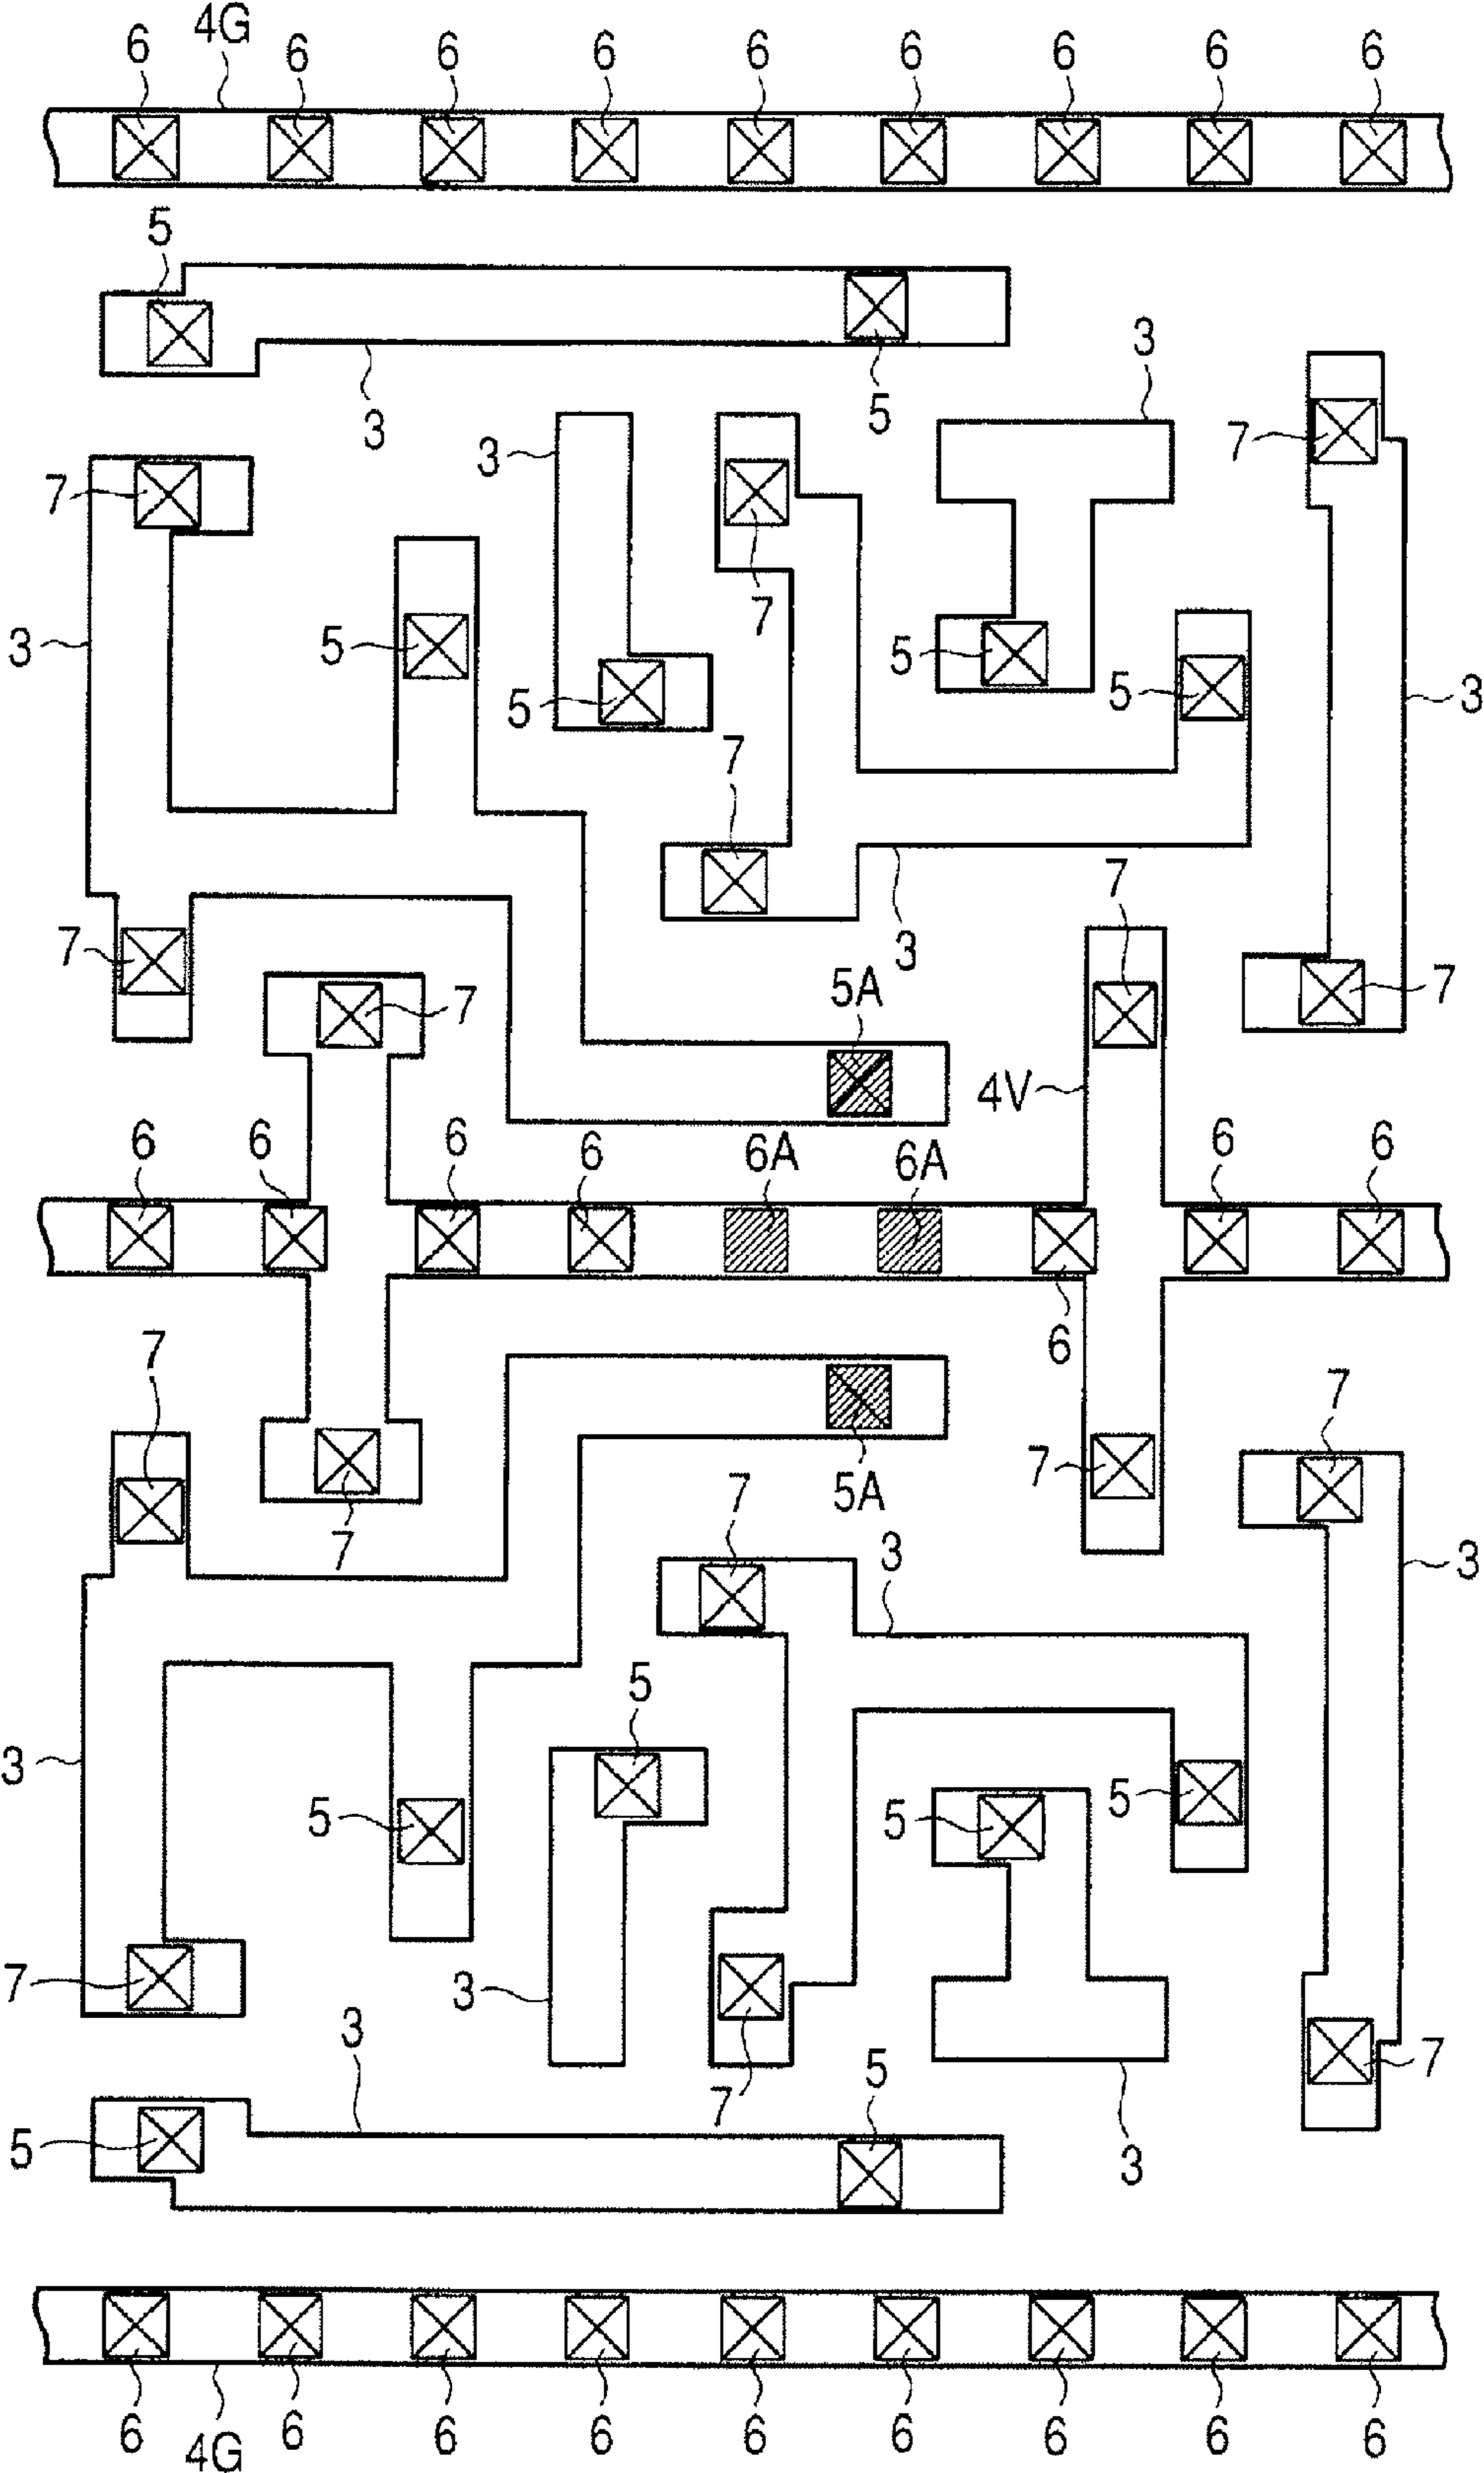 6 4G 6 6 6 6 6 6 6 6
5
3 5 3
3 7
7
7
3 5 5 5 5 3
7
7 3 7 7
7 5A
4V
6 6 6 6 6A 6A 6 6
6
7 7
7 5A
7 7 3 3
5
3 5 5 5
7 3
3 7 5 7
5 3
6 6 6 6 6 6 6 6 6
4G